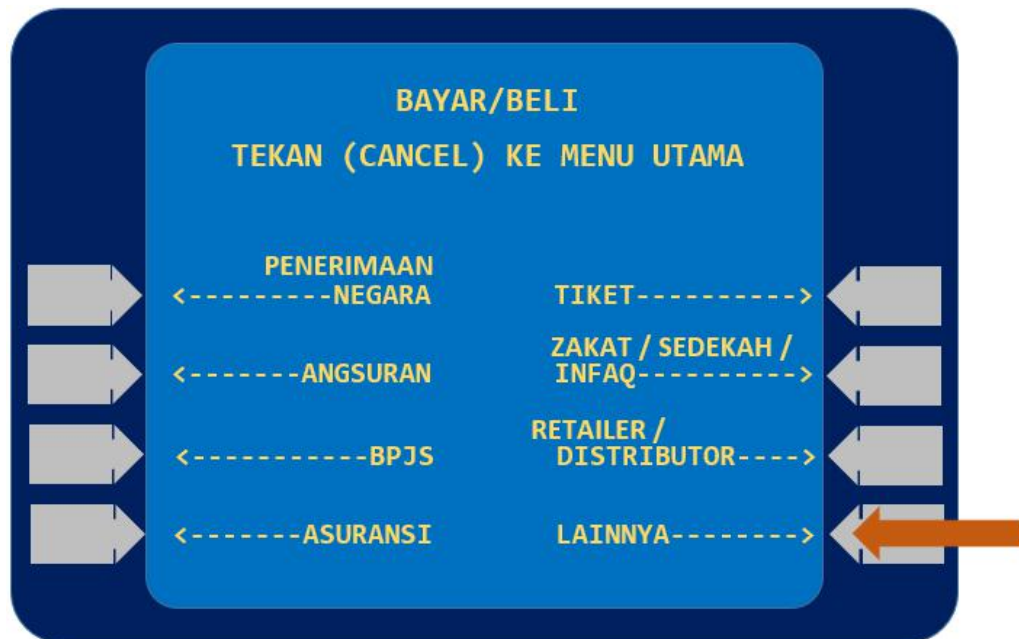 BAYAR/BELI
TEKAN (CANCEL) KE MENU UTAMA
PENERIMAAN
<---------NEGARA
TIKET---------->
<-------ANGSURAN
ZAKAT / SEDEKAH /
INFAQ---------->
<-----------BPJS
RETAILER /
DISTRIBUTOR---->
<-------ASURANSI
LAINNYA-------->